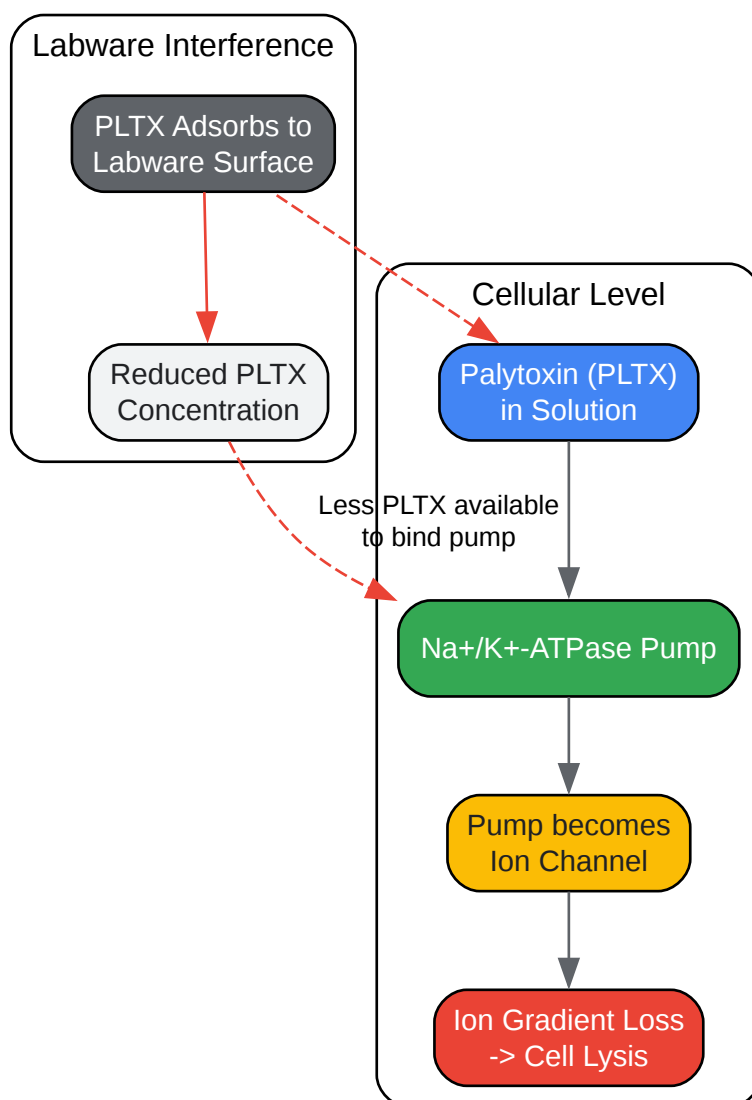 Labware Interference
PLTX Adsorbs to
Labware Surface
Reduced PLTX
Concentration
Cellular Level
Palytoxin (PLTX)
in Solution
Less PLTX available
to bind pump
Na+/K+-ATPase Pump
Pump becomes
Ion Channel
Ion Gradient Loss
-> Cell Lysis